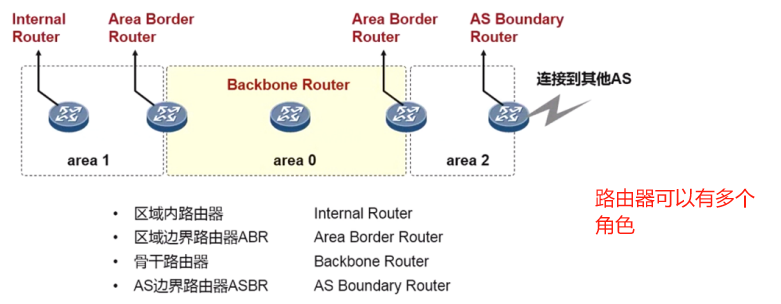 Internal Router
Area Border Router
Area Border Router
AS Boundary Router
Backbone Router
连接到其他AS
area 1
area 0
area 2
• 区域内路由器 Internal Router
• 区域边界路由器ABR Area Border Router
• 骨干路由器 Backbone Router
• AS边界路由器ASBR AS Boundary Router
路由器可以有多个
角色